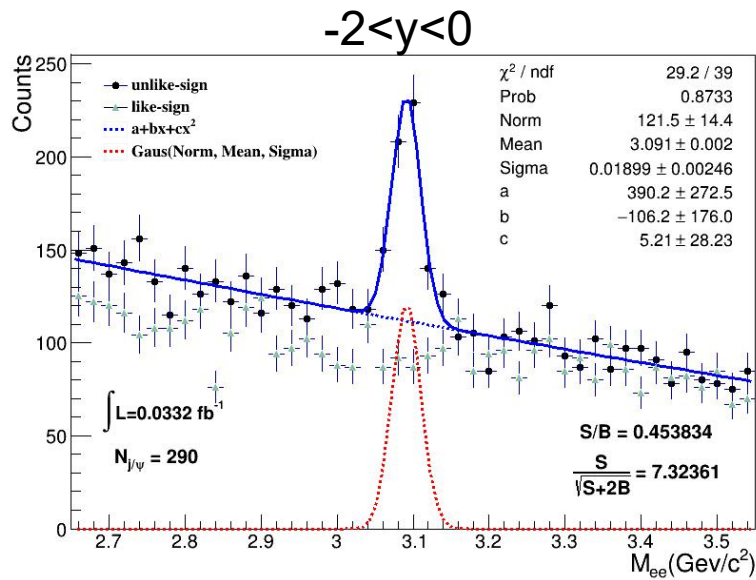 -2<y<0
Counts
250
200
150
100
50
0
unlike-sign
like-sign
a+bx+cx²
Gaus(Norm, Mean, Sigma)
χ² / ndf 29.2 / 39
Prob 0.8733
Norm 121.5 ± 14.4
Mean 3.091 ± 0.002
Sigma 0.01899 ± 0.00246
a 390.2 ± 272.5
b −106.2 ± 176.0
c 5.21 ± 28.23
∫L=0.0332 fb⁻¹
N_{j/ψ} = 290
S/B = 0.453834
S/√(S+2B) = 7.32361
2.7 2.8 2.9 3 3.1 3.2 3.3 3.4 3.5
M_{ee}(Gev/c²)